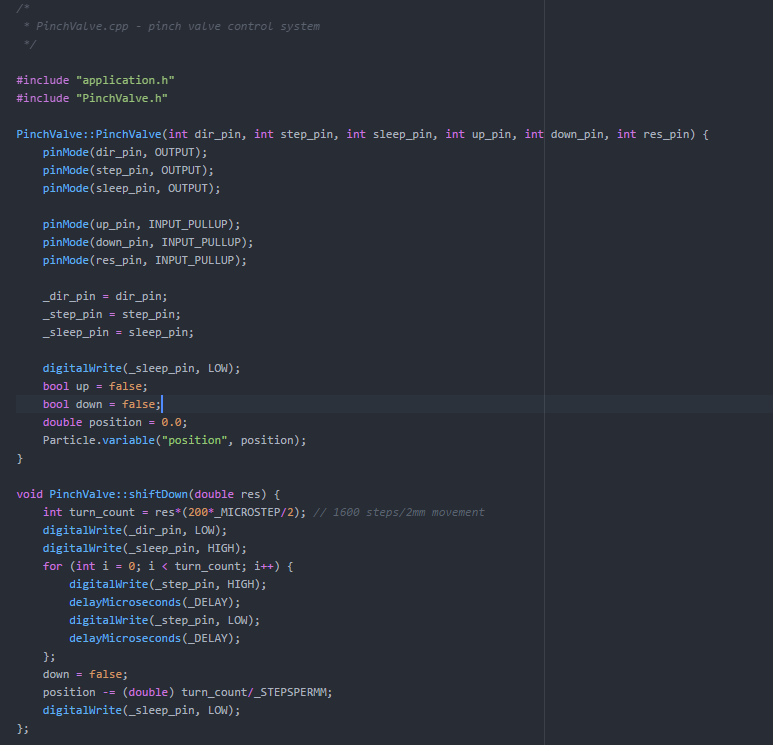 /*
 * PinchValve.cpp - pinch valve control system
 */
#include "application.h"
#include "PinchValve.h"
PinchValve::PinchValve(int dir_pin, int step_pin, int sleep_pin, int up_pin, int down_pin, int res_pin) {
    pinMode(dir_pin, OUTPUT);
    pinMode(step_pin, OUTPUT);
    pinMode(sleep_pin, OUTPUT);
    pinMode(up_pin, INPUT_PULLUP);
    pinMode(down_pin, INPUT_PULLUP);
    pinMode(res_pin, INPUT_PULLUP);
    _dir_pin = dir_pin;
    _step_pin = step_pin;
    _sleep_pin = sleep_pin;
    digitalWrite(_sleep_pin, LOW);
    bool up = false;
    bool down = false;
    double position = 0.0;
    Particle.variable("position", position);
}
void PinchValve::shiftDown(double res) {
    int turn_count = res*(200*_MICROSTEP/2); // 1600 steps/2mm movement
    digitalWrite(_dir_pin, LOW);
    digitalWrite(_sleep_pin, HIGH);
    for (int i = 0; i < turn_count; i++) {
        digitalWrite(_step_pin, HIGH);
        delayMicroseconds(_DELAY);
        digitalWrite(_step_pin, LOW);
        delayMicroseconds(_DELAY);
    };
    down = false;
    position -= (double) turn_count/_STEPSPERMM;
    digitalWrite(_sleep_pin, LOW);
};